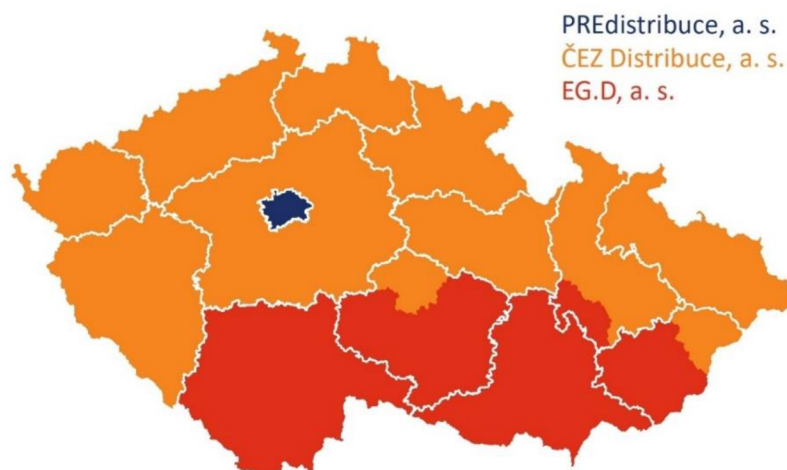 PREdistribuce, a. s.
ČEZ Distribuce, a. s.
EG.D, a. s.